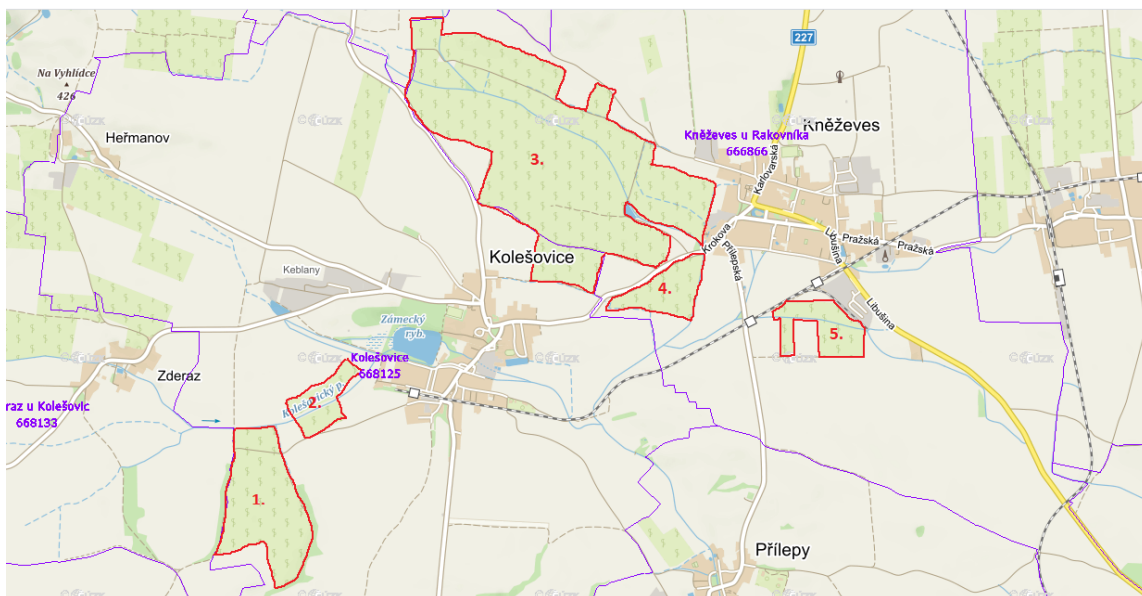 227
Na Vyhlídce
426
Heřmanov
Kněževes
Kněževes u Rakovníka
666866
Karlovarská
3.
Krokova
Přílepská
Libušina
Pražská
Pražská
Kolešovice
Keblany
4.
Libušina
5.
Zámecký
ryb.
Kolešovice
668125
Zderaz
raz u Kolešovic
668133
Kolešovický p.
2.
1.
Přílepy